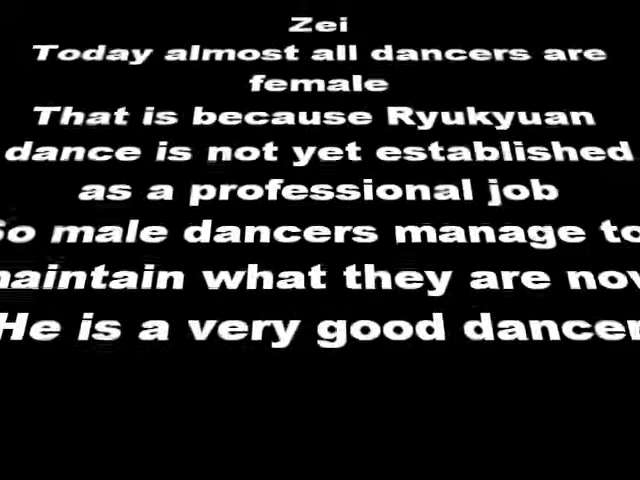 Zei
Today almost all dancers are
female
That is because Ryukyuan
dance is not yet established
as a professional job
So male dancers manage to
maintain what they are now
He is a very good dancer